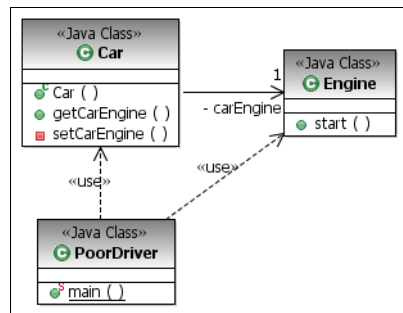 «Java Class»
Car
Car ( )
getCarEngine ( )
setCarEngine ( )
1
- carEngine
«Java Class»
Engine
start ( )
«use»
«use»
«Java Class»
PoorDriver
main ( )